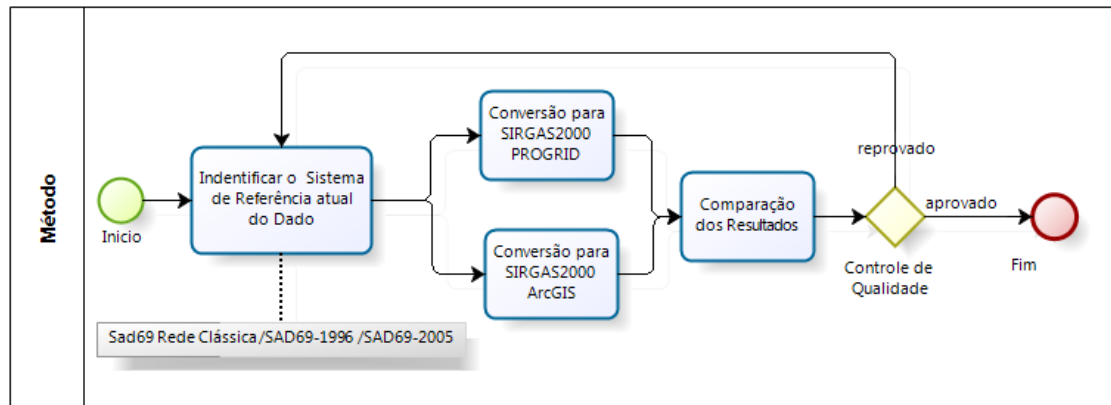 Método
Inicio
Indentificar o Sistema
de Referência atual
do Dado
Sad69 Rede Clássica/SAD69-1996 /SAD69-2005
Conversão para
SIRGAS2000
PROGRID
Conversão para
SIRGAS2000
ArcGIS
Comparação
dos Resultados
reprovado
Controle de
Qualidade
aprovado
Fim